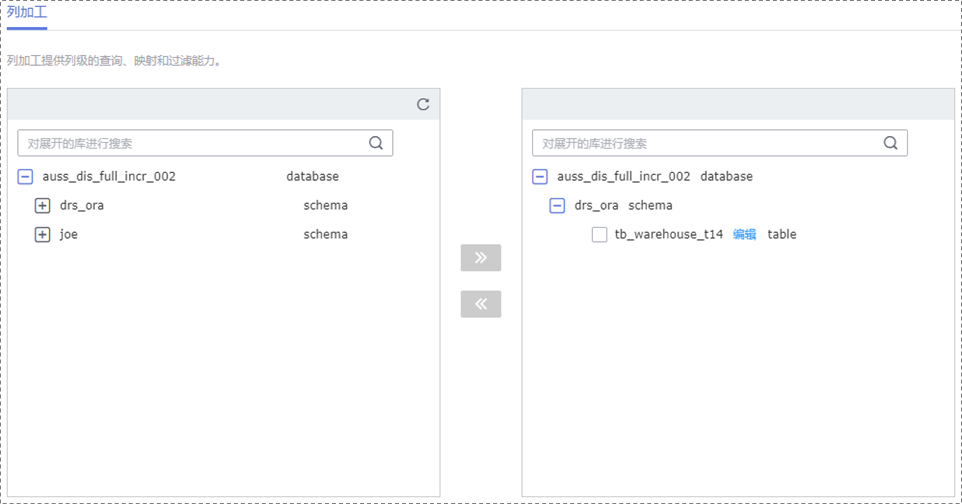 列加工
列加工提供列级的查询、映射和过滤能力。
对展开的库进行搜索
auss_dis_full_incr_002 database
drs_ora schema
joe schema
对展开的库进行搜索
auss_dis_full_incr_002 database
drs_ora schema
tb_warehouse_t14 编辑 table